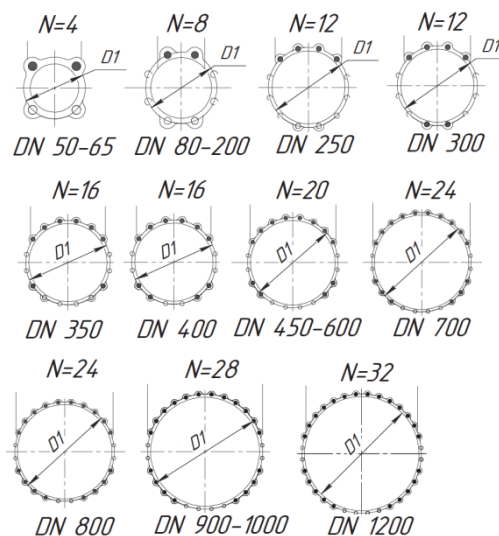 N=4 N=8 N=12 N=12
D1 D1 D1 D1
DN 50-65 DN 80-200 DN 250 DN 300
N=16 N=16 N=20 N=24
D1 D1 D1 D1
DN 350 DN 400 DN 450-600 DN 700
N=24 N=28 N=32
D1 D1 D1
DN 800 DN 900-1000 DN 1200